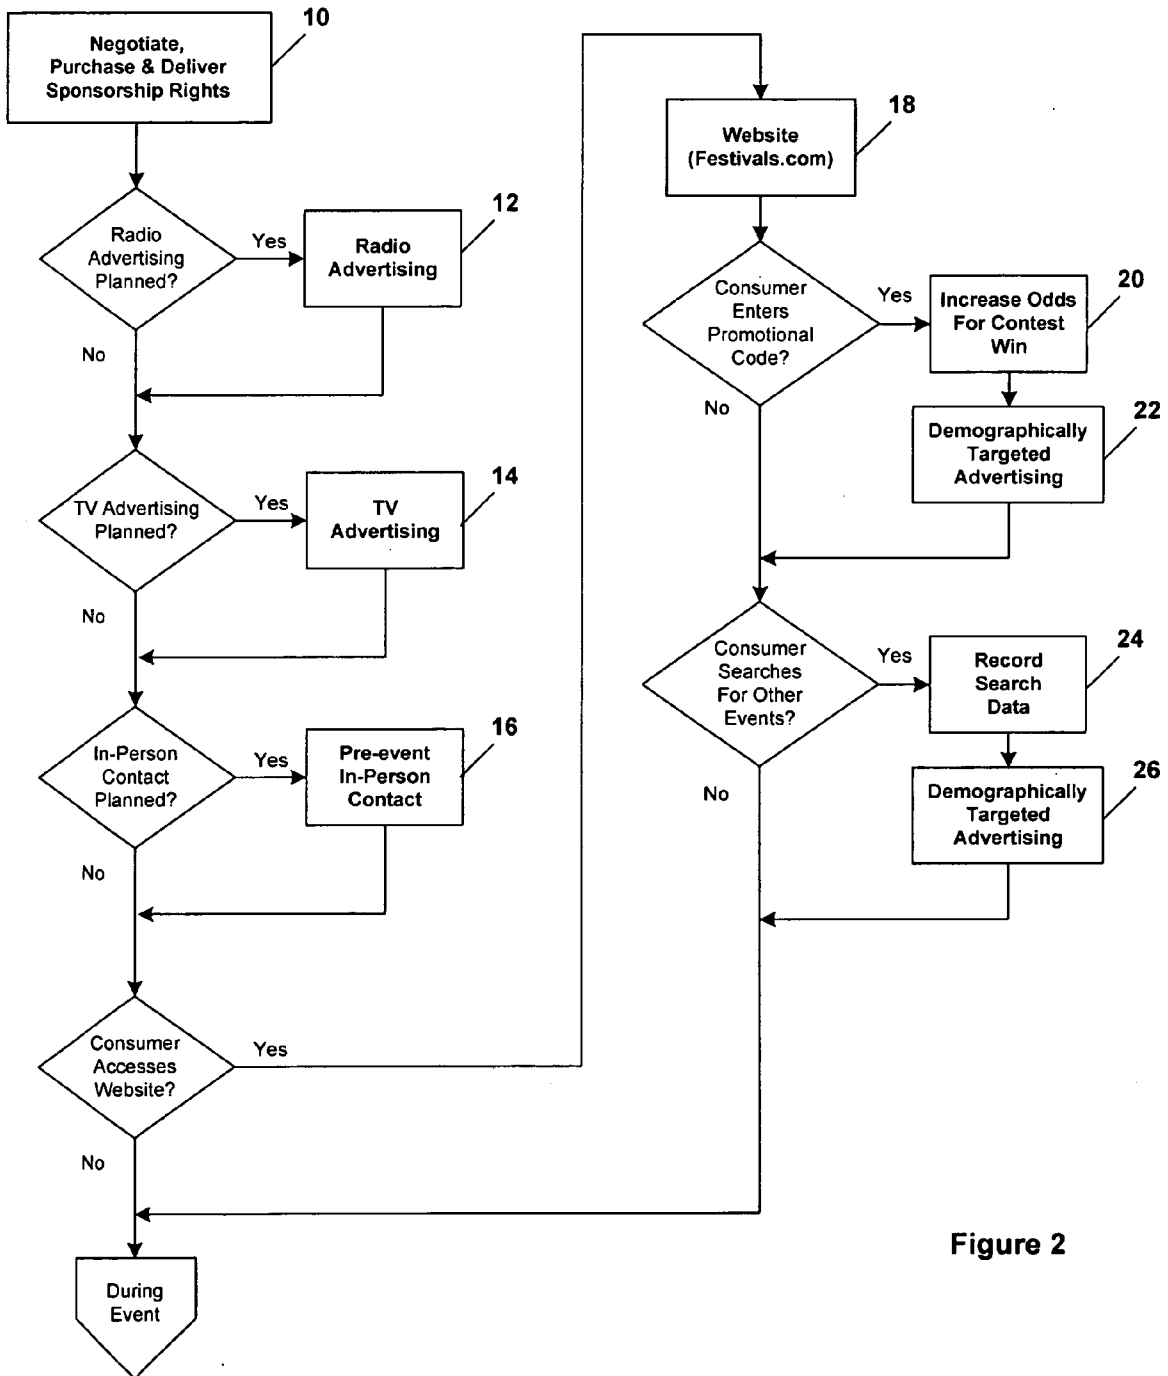 10
Negotiate,
Purchase & Deliver
Sponsorship Rights
Radio
Advertising
Planned?
Yes
12
Radio
Advertising
No
TV Advertising
Planned?
Yes
14
TV
Advertising
No
In-Person
Contact
Planned?
Yes
16
Pre-event
In-Person
Contact
No
Consumer
Accesses
Website?
Yes
No
During
Event
18
Website
(Festivals.com)
Consumer
Enters
Promotional
Code?
Yes
20
Increase Odds
For Contest
Win
No
22
Demographically
Targeted
Advertising
Consumer
Searches
For Other
Events?
Yes
24
Record
Search
Data
No
26
Demographically
Targeted
Advertising
Figure 2